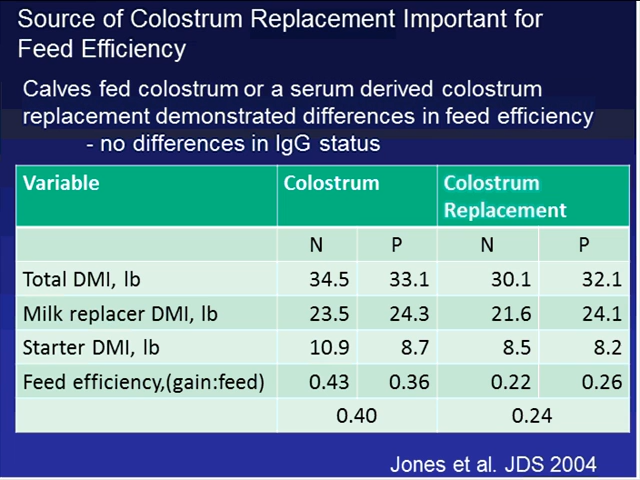 Source of Colostrum Replacement Important for
Feed Efficiency
Calves fed colostrum or a serum derived colostrum
replacement demonstrated differences in feed efficiency
- no differences in IgG status
Variable Colostrum Colostrum
Replacement
N P N P
Total DMI, lb 34.5 33.1 30.1 32.1
Milk replacer DMI, lb 23.5 24.3 21.6 24.1
Starter DMI, lb 10.9 8.7 8.5 8.2
Feed efficiency,(gain:feed) 0.43 0.36 0.22 0.26
0.40 0.24
Jones et al. JDS 2004